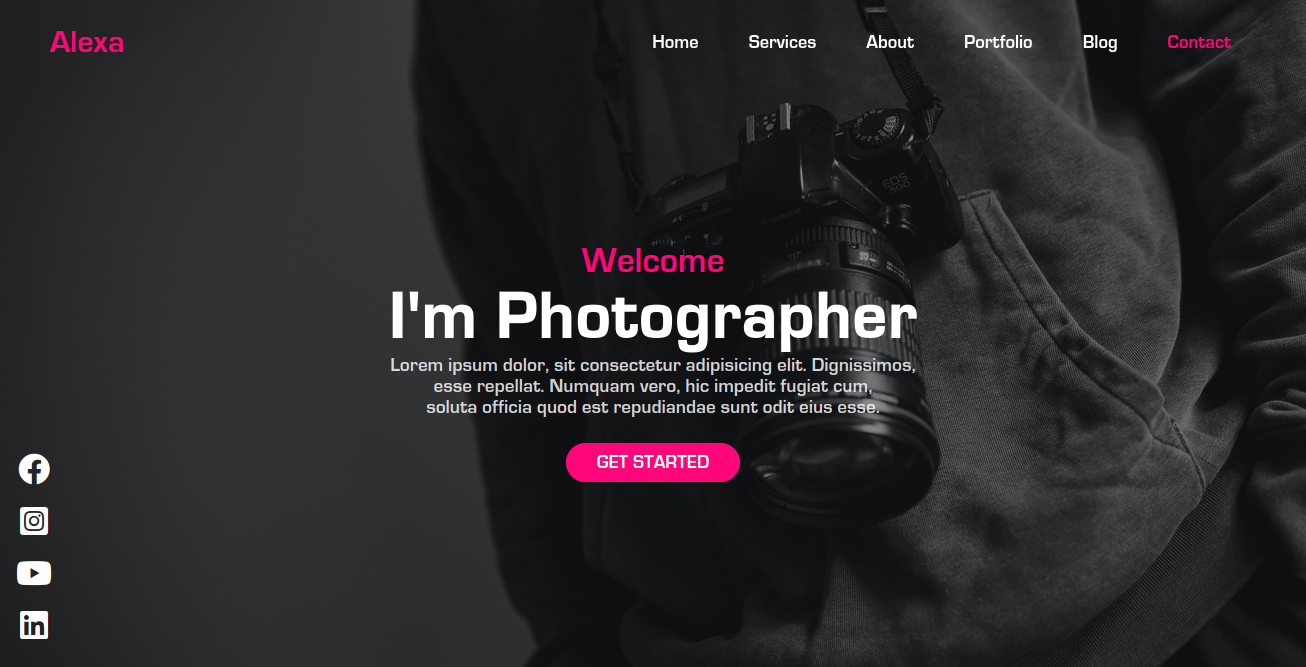 Alexa
Home Services About Portfolio Blog Contact
EOS
Welcome
I'm Photographer
Lorem ipsum dolor, sit consectetur adipisicing elit. Dignissimos,
esse repellat. Numquam vero, hic impedit fugiat cum,
soluta officia quod est repudiandae sunt odit eius esse.
GET STARTED
in